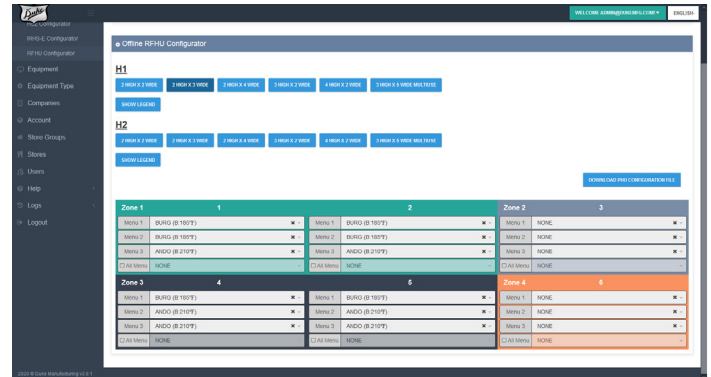 Duke
WELCOME ADMIN@DUKEMFG.COM
ENGLISH
RHS-E Configurator
RFHU Configurator
Equipment
Equipment Type
Companies
Account
Store Groups
Stores
Users
Help
Logs
Logout
Offline RFHU Configurator
H1
2 HIGH X 2 WIDE 2 HIGH X 3 WIDE 2 HIGH X 4 WIDE 3 HIGH X 2 WIDE 4 HIGH X 2 WIDE 3 HIGH X 5 WIDE MULTIUSE
SHOW LEGEND
H2
2 HIGH X 2 WIDE 2 HIGH X 3 WIDE 2 HIGH X 4 WIDE 3 HIGH X 2 WIDE 4 HIGH X 2 WIDE 3 HIGH X 5 WIDE MULTIUSE
SHOW LEGEND
DOWNLOAD PHU CONFIGURATION FILE
Zone 1 1 2 Zone 2 3
Menu 1 BURG (B:185°F) Menu 1 BURG (B:185°F) Menu 1 NONE
Menu 2 BURG (B:185°F) Menu 2 BURG (B:185°F) Menu 2 NONE
Menu 3 ANDO (B:210°F) Menu 3 ANDO (B:210°F) Menu 3 NONE
All Menu NONE All Menu NONE All Menu NONE
Zone 3 4 5 Zone 4 6
Menu 1 BURG (B:185°F) Menu 1 BURG (B:185°F) Menu 1 NONE
Menu 2 ANDO (B:210°F) Menu 2 ANDO (B:210°F) Menu 2 NONE
Menu 3 ANDO (B:210°F) Menu 3 ANDO (B:210°F) Menu 3 NONE
All Menu NONE All Menu NONE All Menu NONE
2020 © Duke Manufacturing v2.0.1